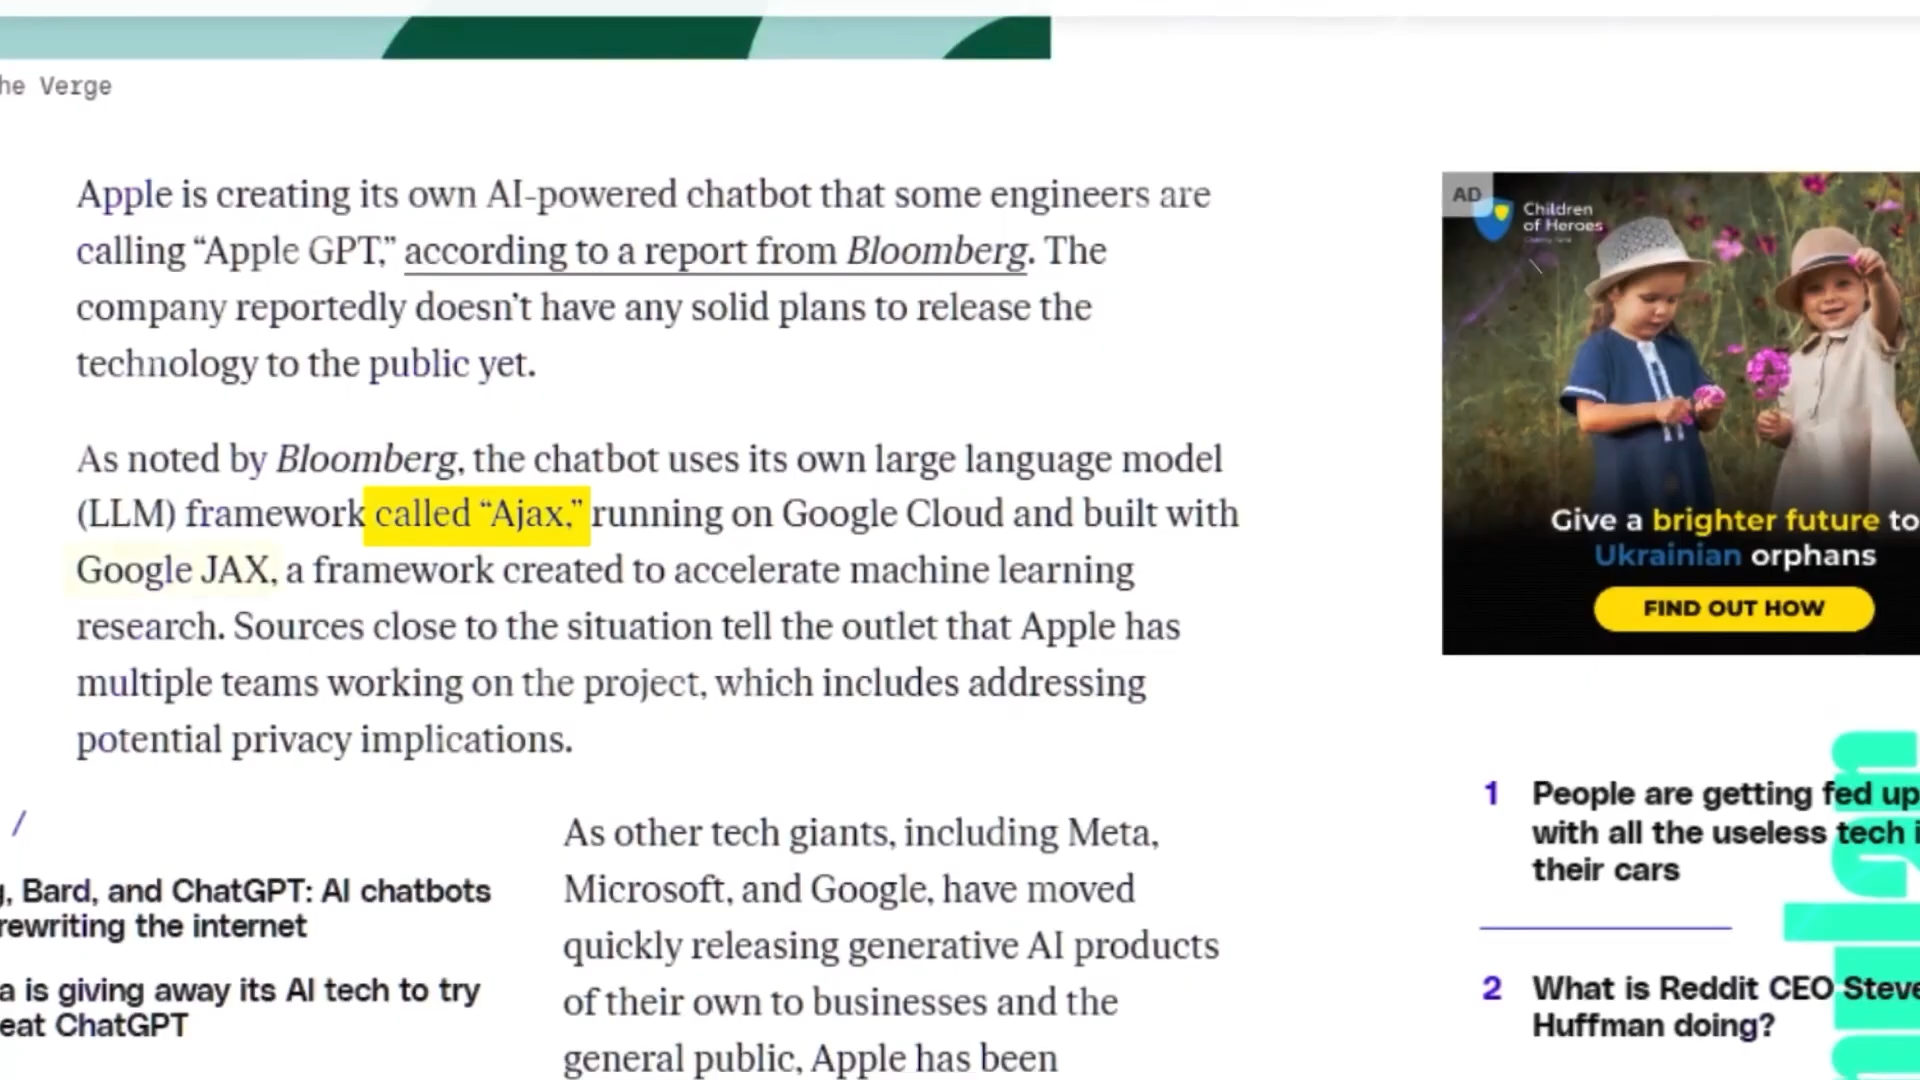 he Verge
Apple is creating its own AI-powered chatbot that some engineers are
calling “Apple GPT,” according to a report from Bloomberg. The
company reportedly doesn’t have any solid plans to release the
technology to the public yet.
As noted by Bloomberg, the chatbot uses its own large language model
(LLM) framework called “Ajax,” running on Google Cloud and built with
Google JAX, a framework created to accelerate machine learning
research. Sources close to the situation tell the outlet that Apple has
multiple teams working on the project, which includes addressing
potential privacy implications.
/
, Bard, and ChatGPT: AI chatbots
rewriting the internet
a is giving away its AI tech to try
eat ChatGPT
As other tech giants, including Meta,
Microsoft, and Google, have moved
quickly releasing generative AI products
of their own to businesses and the
general public, Apple has been
AD
Children
of Heroes
Give a brighter future to
Ukrainian orphans
FIND OUT HOW
1 People are getting fed up
with all the useless tech i
their cars
2 What is Reddit CEO Steve
Huffman doing?